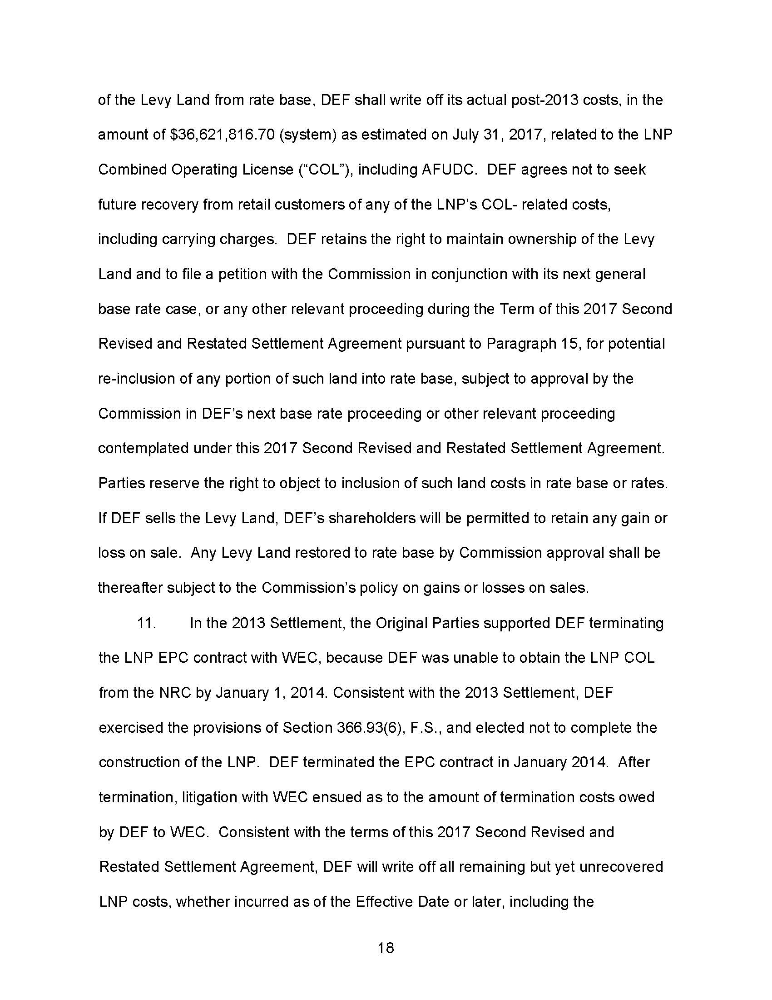 of the Levy Land from rate base, DEF shall write off its actual post-2013 costs, in the
amount of $36,621,816.70 (system) as estimated on July 31, 2017, related to the LNP
Combined Operating License (“COL”), including AFUDC.  DEF agrees not to seek
future recovery from retail customers of any of the LNP’s COL- related costs,
including carrying charges.  DEF retains the right to maintain ownership of the Levy
Land and to file a petition with the Commission in conjunction with its next general
base rate case, or any other relevant proceeding during the Term of this 2017 Second
Revised and Restated Settlement Agreement pursuant to Paragraph 15, for potential
re-inclusion of any portion of such land into rate base, subject to approval by the
Commission in DEF’s next base rate proceeding or other relevant proceeding
contemplated under this 2017 Second Revised and Restated Settlement Agreement.
Parties reserve the right to object to inclusion of such land costs in rate base or rates.
If DEF sells the Levy Land, DEF’s shareholders will be permitted to retain any gain or
loss on sale.  Any Levy Land restored to rate base by Commission approval shall be
thereafter subject to the Commission’s policy on gains or losses on sales.
11. In the 2013 Settlement, the Original Parties supported DEF terminating
the LNP EPC contract with WEC, because DEF was unable to obtain the LNP COL
from the NRC by January 1, 2014. Consistent with the 2013 Settlement, DEF
exercised the provisions of Section 366.93(6), F.S., and elected not to complete the
construction of the LNP.  DEF terminated the EPC contract in January 2014.  After
termination, litigation with WEC ensued as to the amount of termination costs owed
by DEF to WEC.  Consistent with the terms of this 2017 Second Revised and
Restated Settlement Agreement, DEF will write off all remaining but yet unrecovered
LNP costs, whether incurred as of the Effective Date or later, including the
18